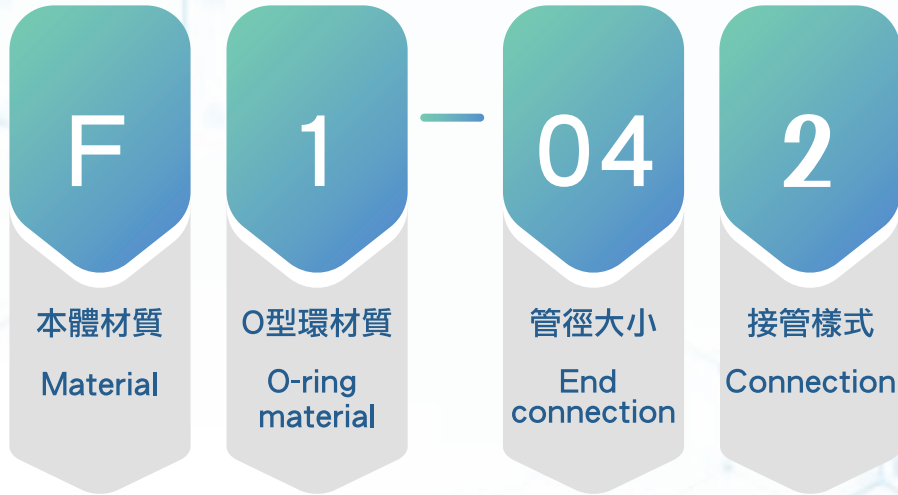 F
1
—
04
2
本體材質
Material
O型環材質
O-ring
material
管徑大小
End
connection
接管樣式
Connection